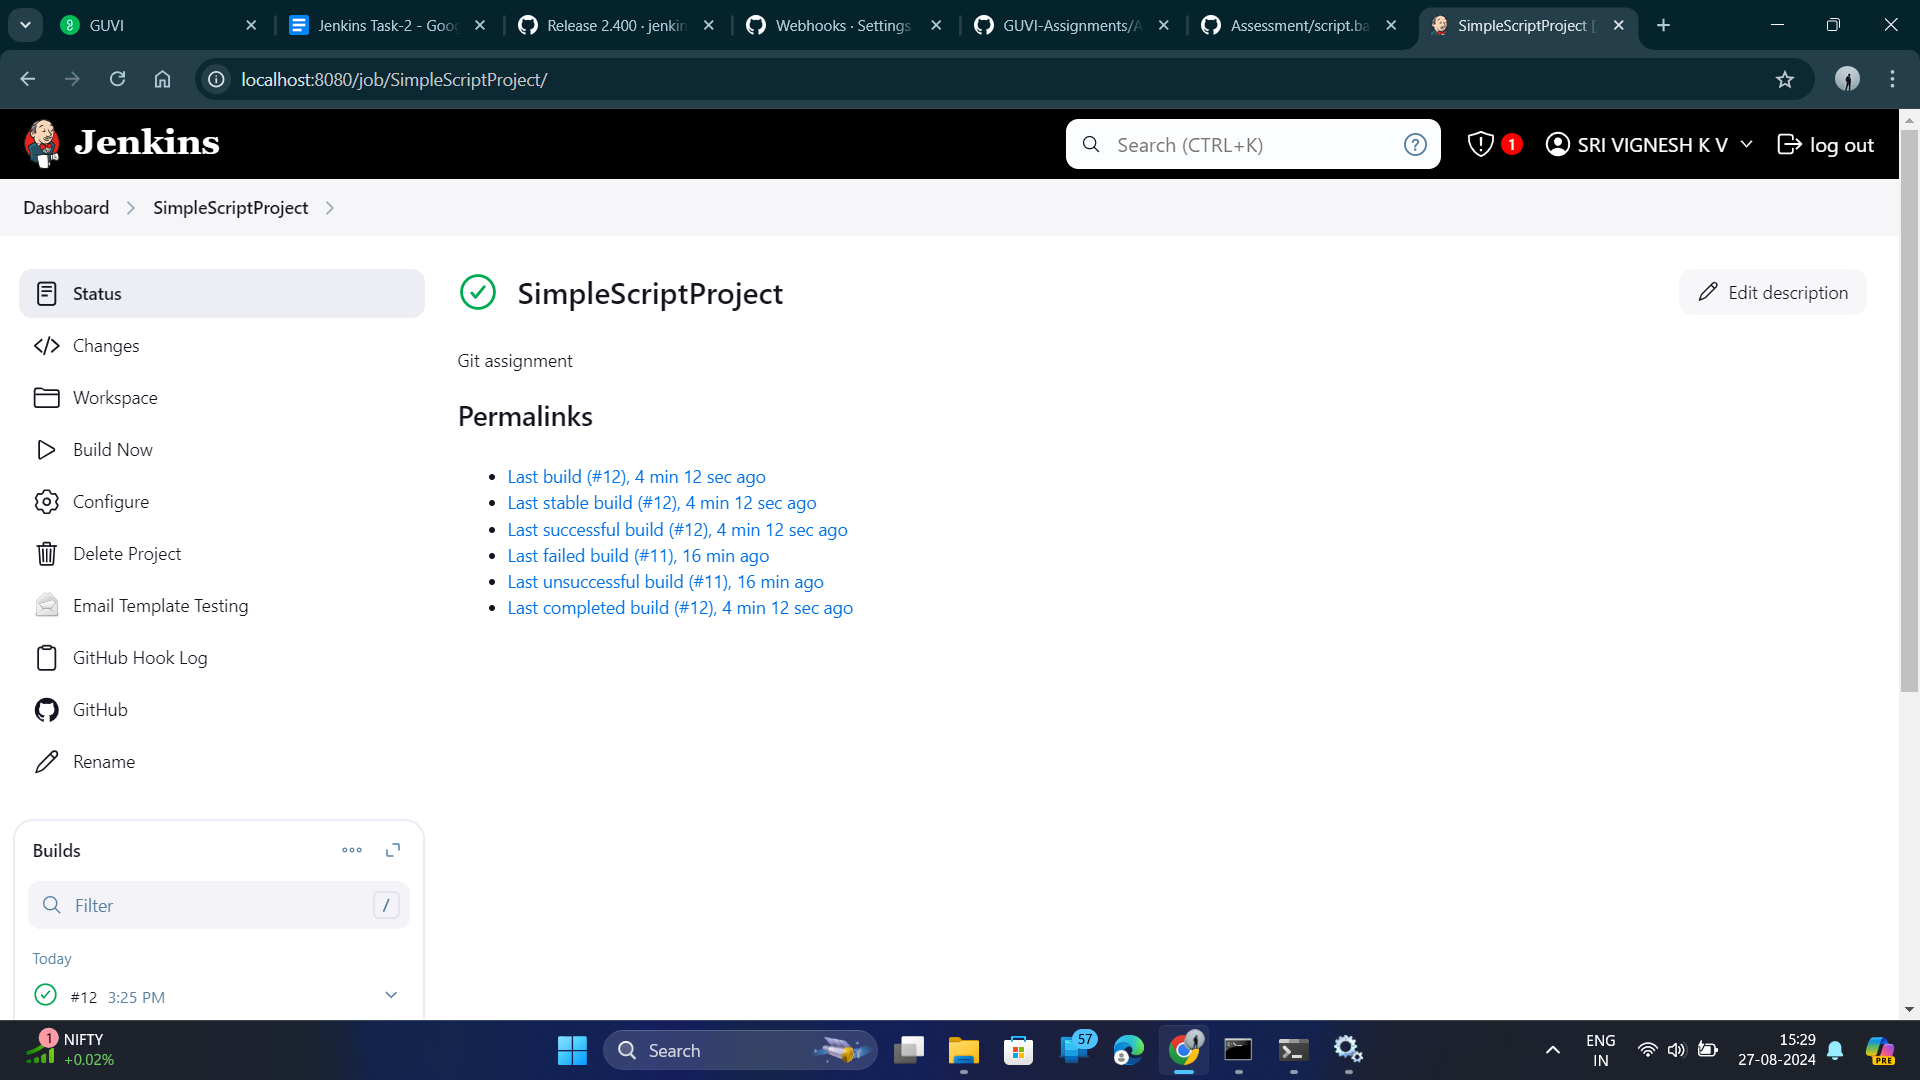 GUVI
Jenkins Task-2 - Goog
Release 2.400 · jenkin
Webhooks · Settings
GUVI-Assignments/A
Assessment/script.ba
SimpleScriptProject [
localhost:8080/job/SimpleScriptProject/
Jenkins
Search (CTRL+K)
?
1
SRI VIGNESH K V
log out
Dashboard
SimpleScriptProject
Status
Changes
Workspace
Build Now
Configure
Delete Project
Email Template Testing
GitHub Hook Log
GitHub
Rename
SimpleScriptProject
Edit description
Git assignment
Permalinks
• Last build (#12), 4 min 12 sec ago
• Last stable build (#12), 4 min 12 sec ago
• Last successful build (#12), 4 min 12 sec ago
• Last failed build (#11), 16 min ago
• Last unsuccessful build (#11), 16 min ago
• Last completed build (#12), 4 min 12 sec ago
Builds
Filter
/
Today
#12 3:25 PM
1
NIFTY
+0.02%
Search
57
ENG
IN
15:29
27-08-2024
PRE